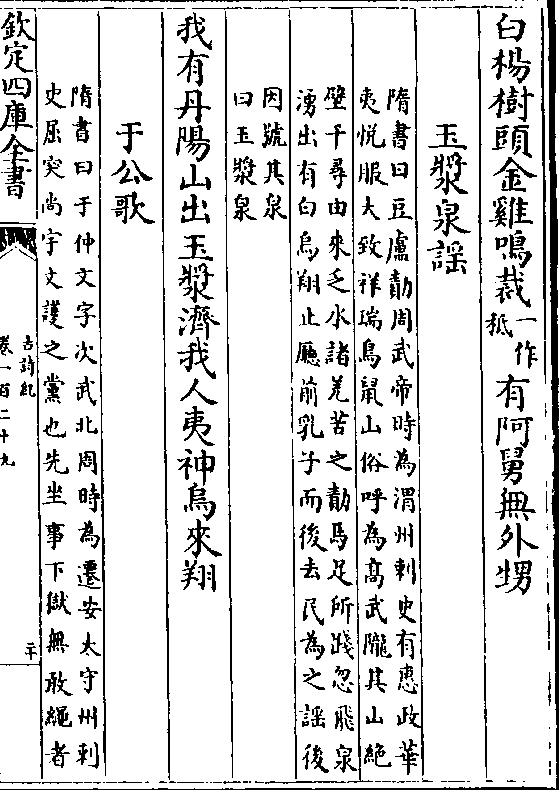 白楊樹頭金雞鳴裁一作秪有阿舅無外甥
玉漿泉謡
隋書曰豆盧勣周武帝時為渭州刺史有惠政華
夷悅服大致祥瑞鳥鼠山俗呼為髙武隴其山絶
壁千尋由來乏水諸羌苦之勣馬足所踐忽飛泉
湧出有白烏翔止廳前乳子而後去民為之謡後
因號其泉
曰玉漿泉
我有丹陽山出玉漿濟我人夷神烏來翔
于公歌
隋書曰于仲文字次武北周時為遷安太守州刺
史屈突尚宇文護之黨也先坐事下獄無敢繩者
欽定四庫全書
古詩紀
卷一百二十九
二十